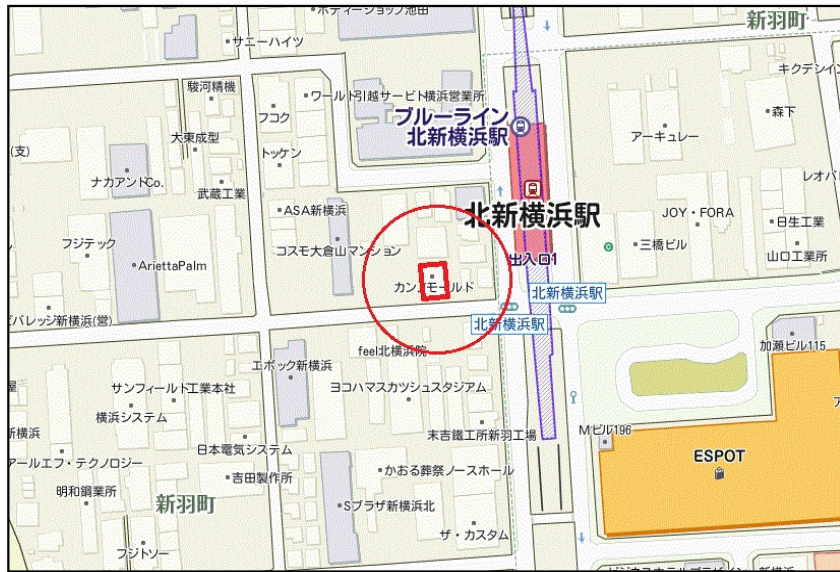 ボディーショップ池田
新羽町
サニーハイツ
キクデンイン
駿河精機
ワールド引越サービス横浜営業所
フコク
森下
ブルーライン
北新横浜駅
大東成型
アーキュレー
(支)
トッケン
ナカアンドCo.
レオパ
武蔵工業
ASA新横浜
北新横浜駅
JOY・FORA
日生工業
フジテック
コスモ大倉山マンション
三橋ビル
山口工業所
AriettaPalm
出入口1
カンノモールド
北新横浜駅
ビバレッジ新横浜(営)
北新横浜駅
加瀬ビル115
feel北横浜院
エポック新横浜
サンフィールド工業本社
ヨコハマスカッシュスタジアム
横浜システム
新横浜
末吉鐵工所新羽工場
Mビル196
日本電気システム
ESPOT
アールエフ・テクノロジー
吉田製作所
かおる葬祭ノースホール
明和鋼業所
新羽町
Sプラザ新横浜北
ザ・カスタム
フジトソー